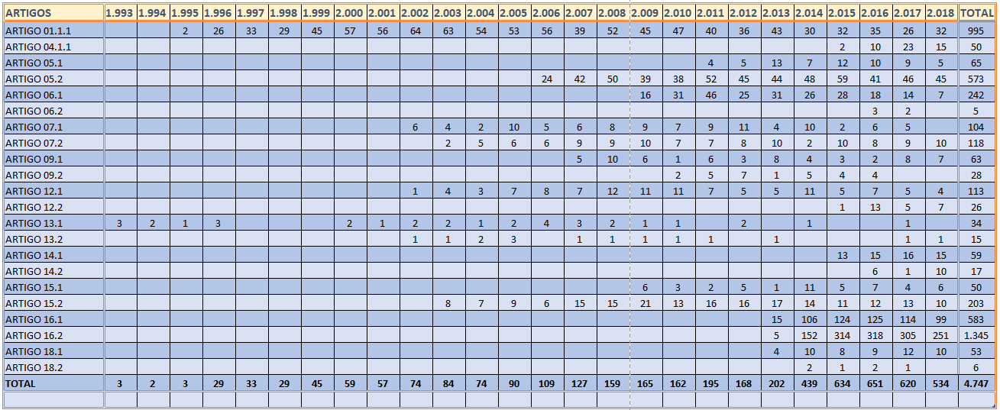 ARTIGOS 1.993 1.994 1.995 1.996 1.997 1.998 1.999 2.000 2.001 2.002 2.003 2.004 2.005 2.006 2.007 2.008 2.009 2.010 2.011 2.012 2.013 2.014 2.015 2.016 2.017 2.018 TOTAL
ARTIGO 01.1.1 2 26 33 29 45 57 56 64 63 54 53 56 39 52 45 47 40 36 43 30 32 35 26 32 995
ARTIGO 04.1.1 2 10 23 15 50
ARTIGO 05.1 4 5 13 7 12 10 9 5 65
ARTIGO 05.2 24 42 50 39 38 52 45 44 48 59 41 46 45 573
ARTIGO 06.1 16 31 46 25 31 26 28 18 14 7 242
ARTIGO 06.2 3 2 5
ARTIGO 07.1 6 4 2 10 5 6 8 9 7 9 11 4 10 2 6 5 104
ARTIGO 07.2 2 5 6 6 9 9 10 7 7 8 10 2 10 8 9 10 118
ARTIGO 09.1 5 10 6 1 6 3 8 4 3 2 8 7 63
ARTIGO 09.2 2 5 7 1 5 4 4 28
ARTIGO 12.1 1 4 3 7 8 7 12 11 11 7 5 5 11 5 7 5 4 113
ARTIGO 12.2 1 13 5 7 26
ARTIGO 13.1 3 2 1 3 2 1 2 2 1 2 4 3 2 1 1 2 1 1 34
ARTIGO 13.2 1 1 2 3 1 1 1 1 1 1 1 1 15
ARTIGO 14.1 13 15 16 15 59
ARTIGO 14.2 6 1 10 17
ARTIGO 15.1 6 3 2 5 1 11 5 7 4 6 50
ARTIGO 15.2 8 7 9 6 15 15 21 13 16 16 17 14 11 12 13 10 203
ARTIGO 16.1 15 106 124 125 114 99 583
ARTIGO 16.2 5 152 314 318 305 251 1.345
ARTIGO 18.1 4 10 8 9 12 10 53
ARTIGO 18.2 2 1 2 1 6
TOTAL 3 2 3 29 33 29 45 59 57 74 84 74 90 109 127 159 165 162 195 168 202 439 634 651 620 534 4.747